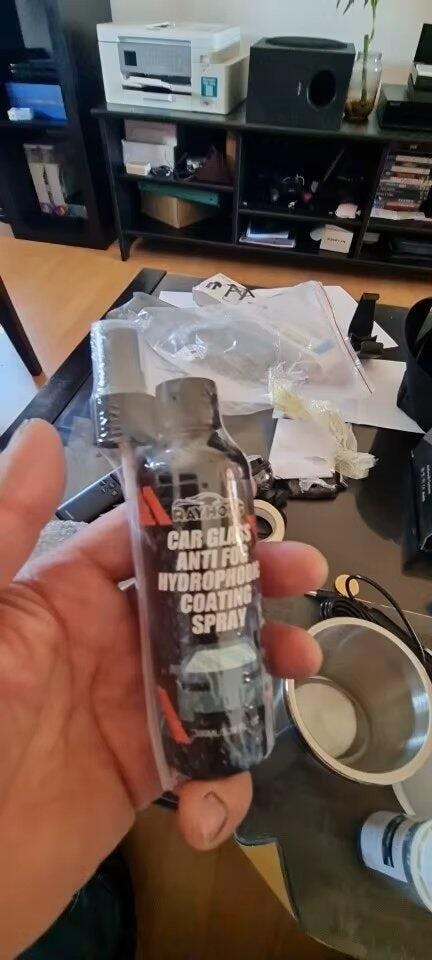 RAYHONG
CAR GLASS
ANTI FOG
HYDROPHOBIC
COATING
SPRAY